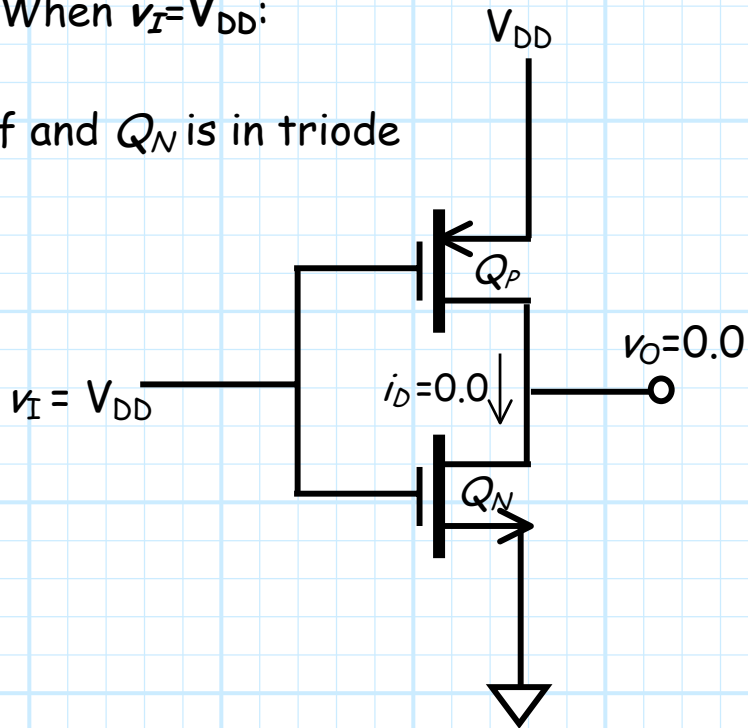 When vI=VDD:
VDD
f and QN is in triode
QP
vO=0.0
vI = VDD
iD=0.0
QN